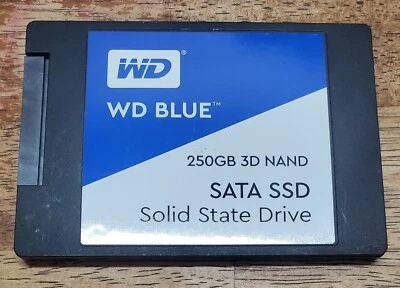 WD®
WD BLUE™
250GB 3D NAND
SATA SSD
Solid State Drive